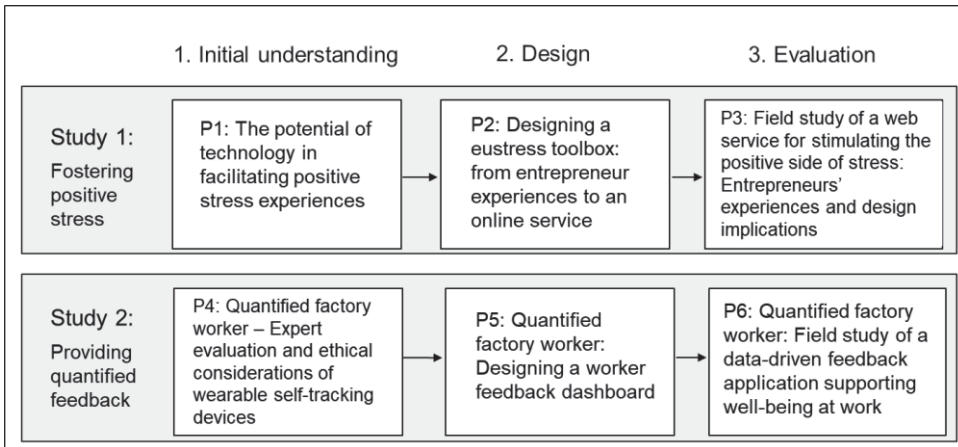 1. Initial understanding
2. Design
3. Evaluation
Study 1:
Fostering
positive
stress
P1: The potential of
technology in
facilitating positive
stress experiences
P2: Designing a
eustress toolbox:
from entrepreneur
experiences to an
online service
P3: Field study of a web
service for stimulating the
positive side of stress:
Entrepreneurs’
experiences and design
implications
Study 2:
Providing
quantified
feedback
P4: Quantified factory
worker – Expert
evaluation and ethical
considerations of
wearable self-tracking
devices
P5: Quantified
factory worker:
Designing a worker
feedback dashboard
P6: Quantified factory
worker: Field study of a
data-driven feedback
application supporting
well-being at work